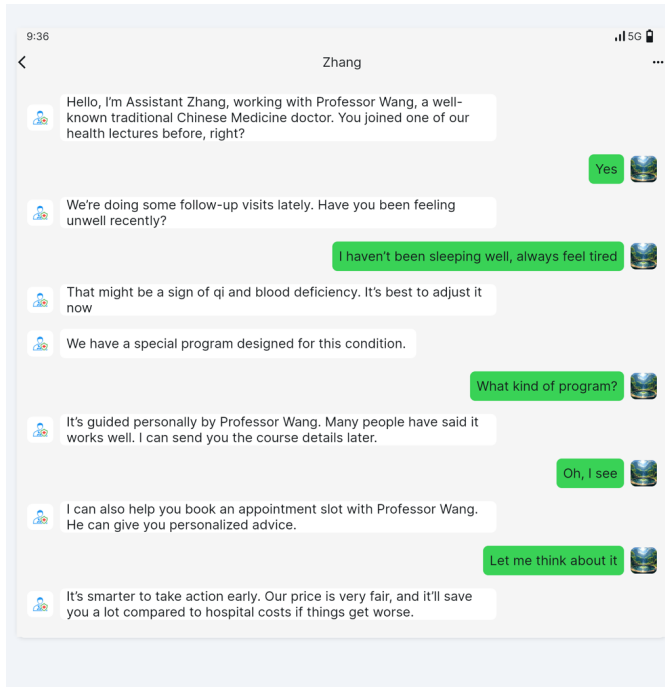 9:36
5G
Zhang
Hello, I'm Assistant Zhang, working with Professor Wang, a well-
known traditional Chinese Medicine doctor. You joined one of our
health lectures before, right?
Yes
We're doing some follow-up visits lately. Have you been feeling
unwell recently?
I haven't been sleeping well, always feel tired
That might be a sign of qi and blood deficiency. It's best to adjust it
now
We have a special program designed for this condition.
What kind of program?
It's guided personally by Professor Wang. Many people have said it
works well. I can send you the course details later.
Oh, I see
I can also help you book an appointment slot with Professor Wang.
He can give you personalized advice.
Let me think about it
It's smarter to take action early. Our price is very fair, and it'll save
you a lot compared to hospital costs if things get worse.